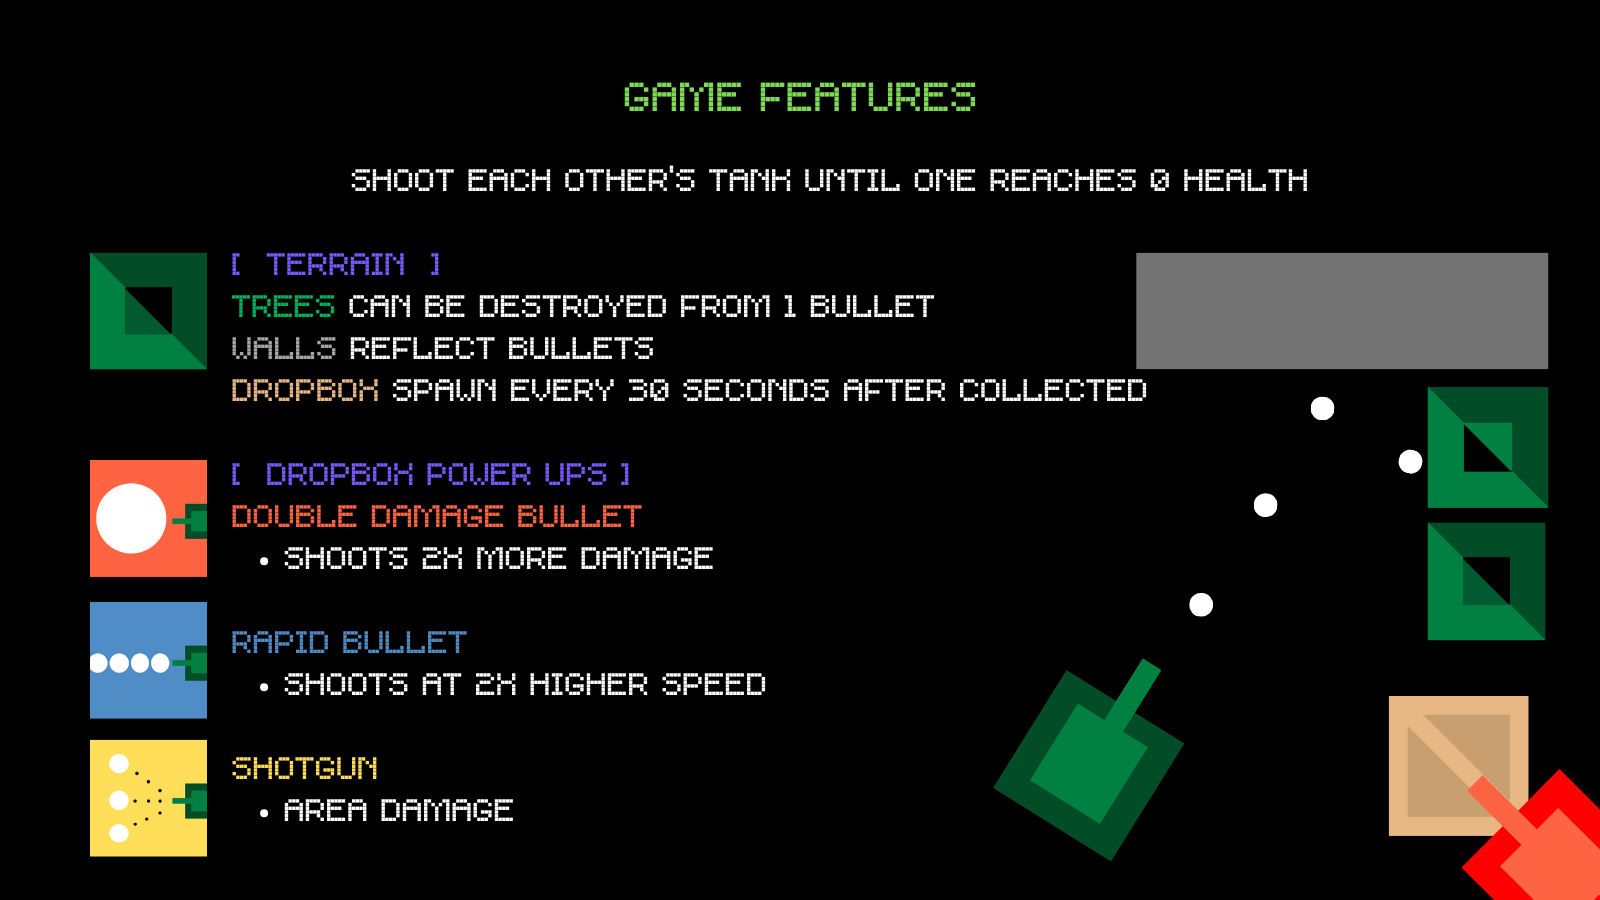 GAME FEATURES
SHOOT EACH OTHER'S TANK UNTIL ONE REACHES 0 HEALTH
[ TERRAIN ]
TREES CAN BE DESTROYED FROM 1 BULLET
WALLS REFLECT BULLETS
DROPBOX SPAWN EVERY 30 SECONDS AFTER COLLECTED
[ DROPBOX POWER UPS ]
DOUBLE DAMAGE BULLET
• SHOOTS 2X MORE DAMAGE
RAPID BULLET
• SHOOTS AT 2X HIGHER SPEED
SHOTGUN
• AREA DAMAGE